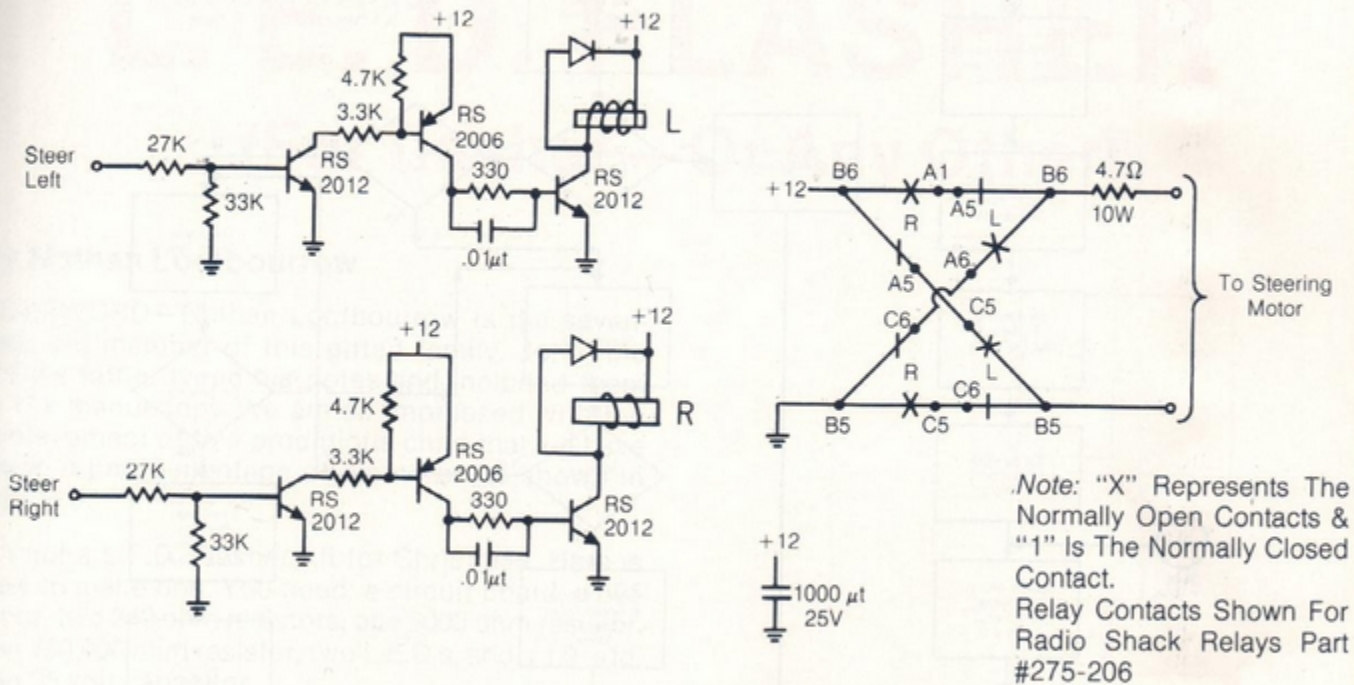 +12
+12
4.7K
3.3K
RS
2006
L
27K
Steer
Left
RS
2012
330
RS
2012
33K
.01µt
+12
+12
4.7K
R
3.3K
RS
2006
27K
Steer
Right
RS
2012
330
RS
2012
33K
.01µt
+12
B6
X
A1
A5
B6
4.7Ω
10W
R
L
X
A5
A6
C6
C5
To Steering
Motor
R
L
X
B5
X
C5
C6
B5
+12
1000 µt
25V
Note: “X” Represents The
Normally Open Contacts &
“1” Is The Normally Closed
Contact.
Relay Contacts Shown For
Radio Shack Relays Part
#275-206